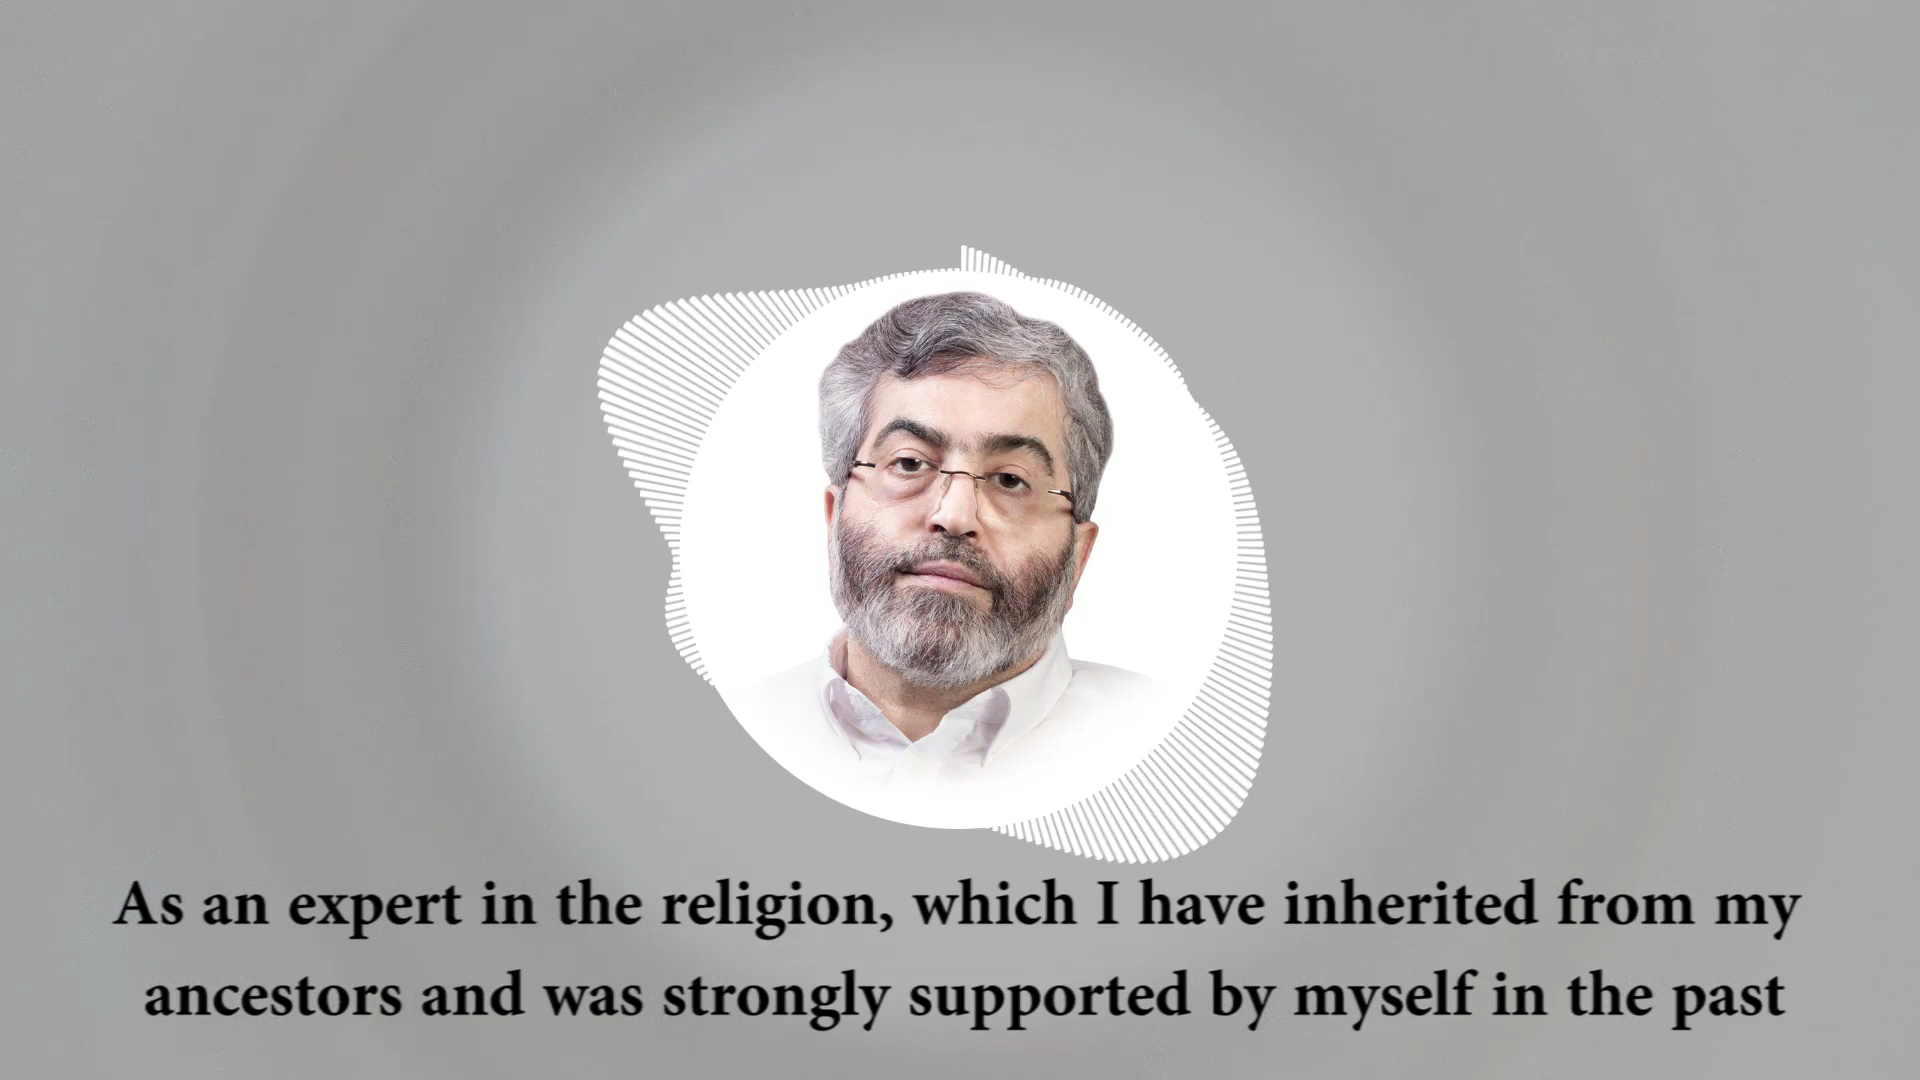 As an expert in the religion, which I have inherited from my
ancestors and was strongly supported by myself in the past